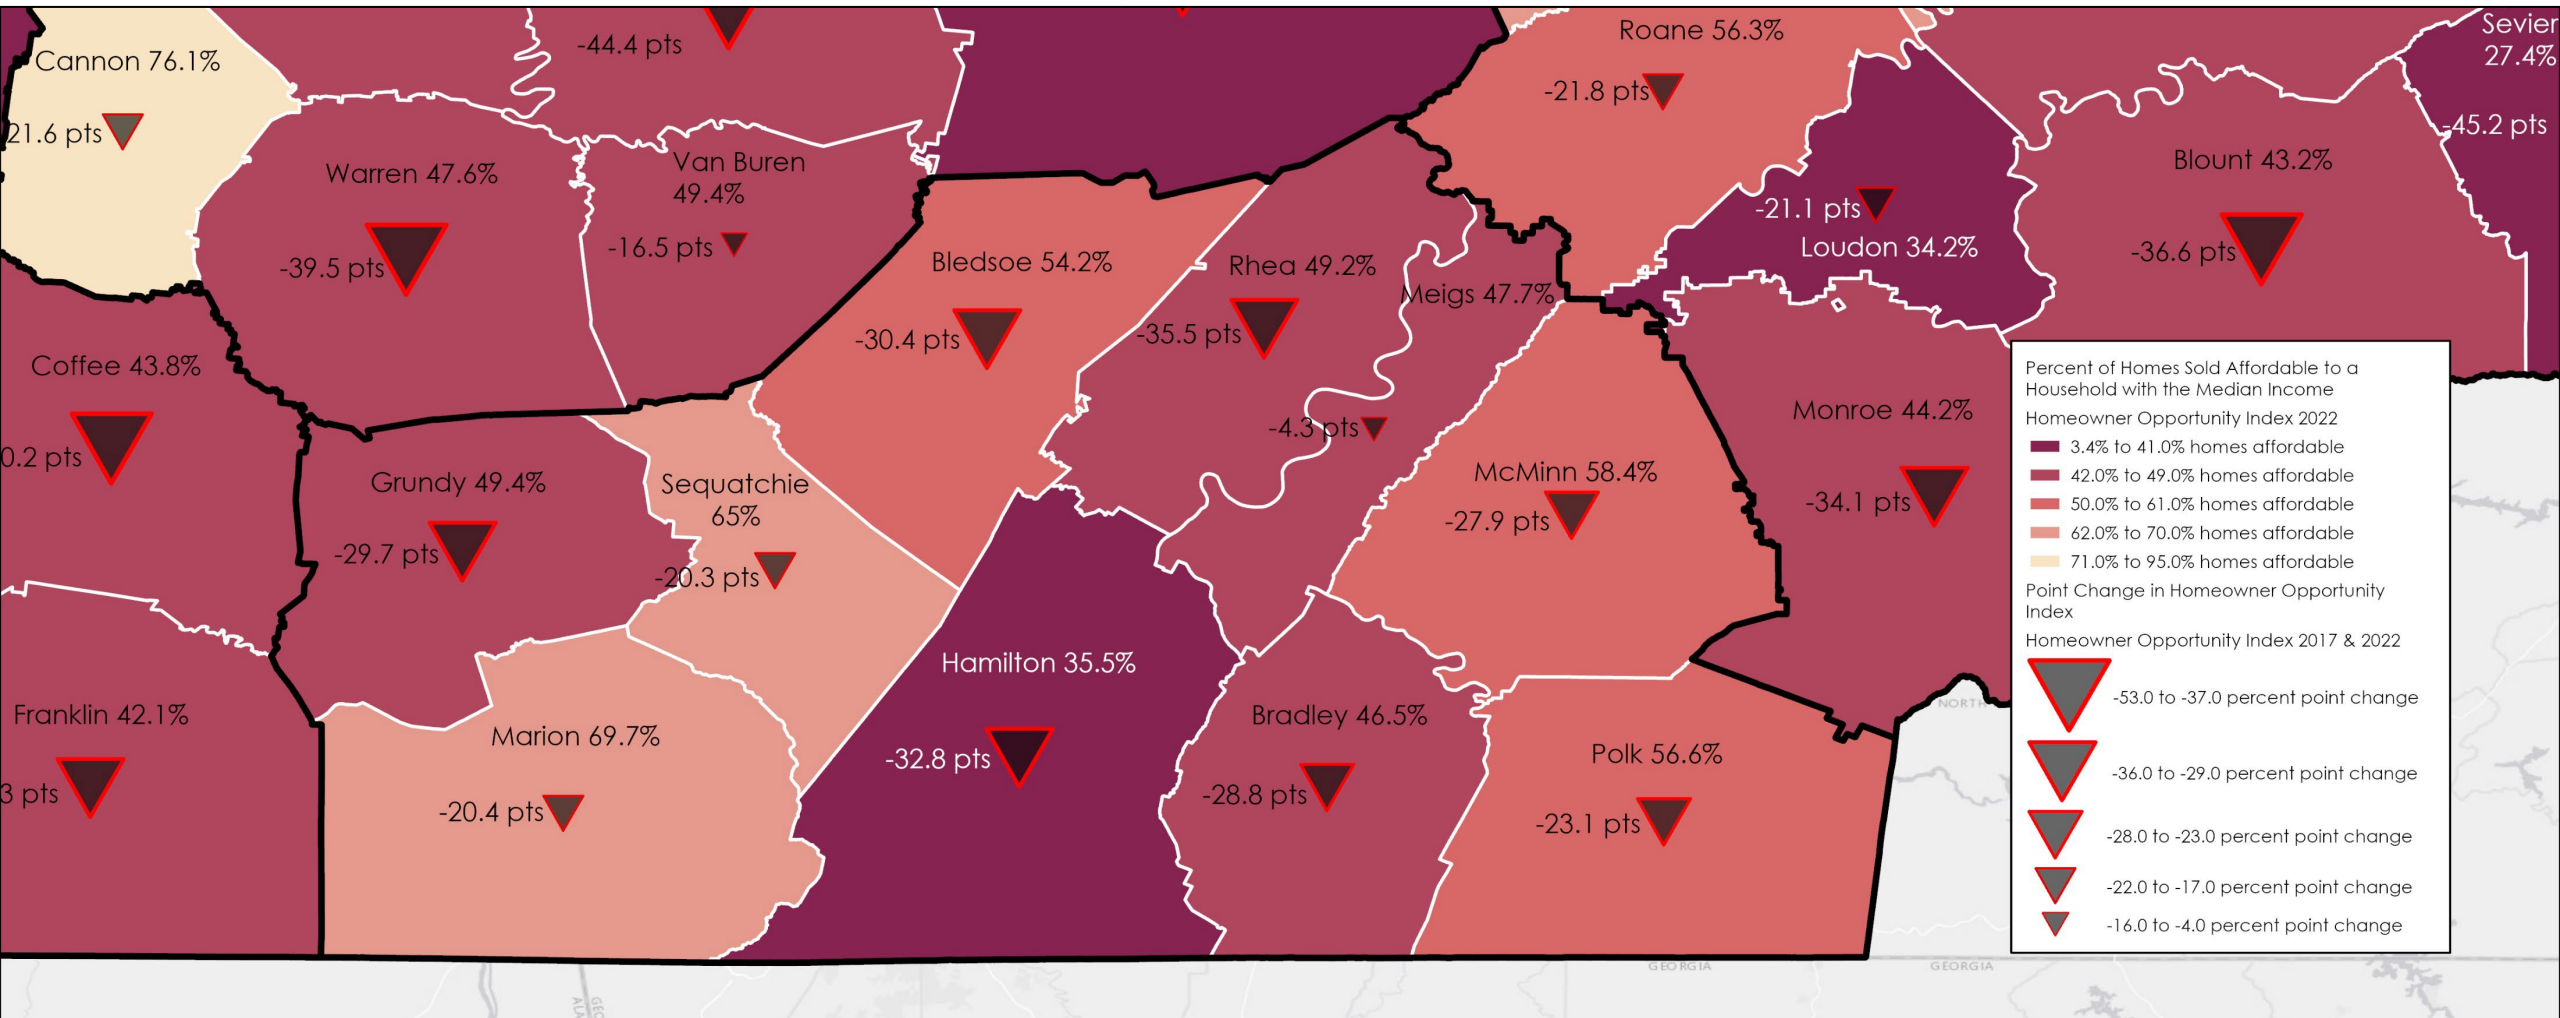 Sevier
27.4%
-45.2 pts
Roane 56.3%
-21.8 pts
-44.4 pts
Cannon 76.1%
21.6 pts
Warren 47.6%
-39.5 pts
Van Buren
49.4%
-16.5 pts
Blount 43.2%
-36.6 pts
-21.1 pts
Loudon 34.2%
Bledsoe 54.2%
-30.4 pts
Rhea 49.2%
-35.5 pts
Meigs 47.7%
-4.3 pts
Coffee 43.8%
0.2 pts
Grundy 49.4%
-29.7 pts
Sequatchie
65%
-20.3 pts
McMinn 58.4%
-27.9 pts
Monroe 44.2%
-34.1 pts
Franklin 42.1%
3 pts
Marion 69.7%
-20.4 pts
Hamilton 35.5%
-32.8 pts
Bradley 46.5%
-28.8 pts
Polk 56.6%
-23.1 pts
Percent of Homes Sold Affordable to a
Household with the Median Income
Homeowner Opportunity Index 2022
3.4% to 41.0% homes affordable
42.0% to 49.0% homes affordable
50.0% to 61.0% homes affordable
62.0% to 70.0% homes affordable
71.0% to 95.0% homes affordable
Point Change in Homeowner Opportunity
Index
Homeowner Opportunity Index 2017 & 2022
-53.0 to -37.0 percent point change
-36.0 to -29.0 percent point change
-28.0 to -23.0 percent point change
-22.0 to -17.0 percent point change
-16.0 to -4.0 percent point change
NORTH
GEORGIA
GEORGIA